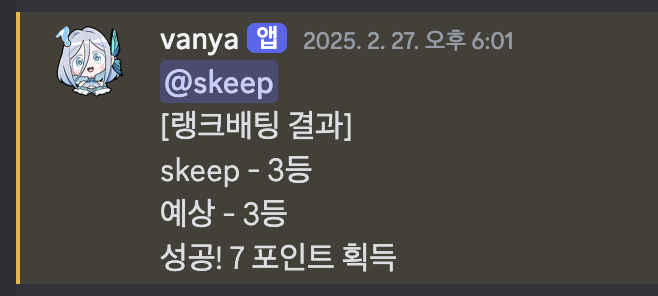 vanya 앱 2025. 2. 27. 오후 6:01
@skeep
[랭크배팅 결과]
skeep - 3등
예상 - 3등
성공! 7 포인트 획득